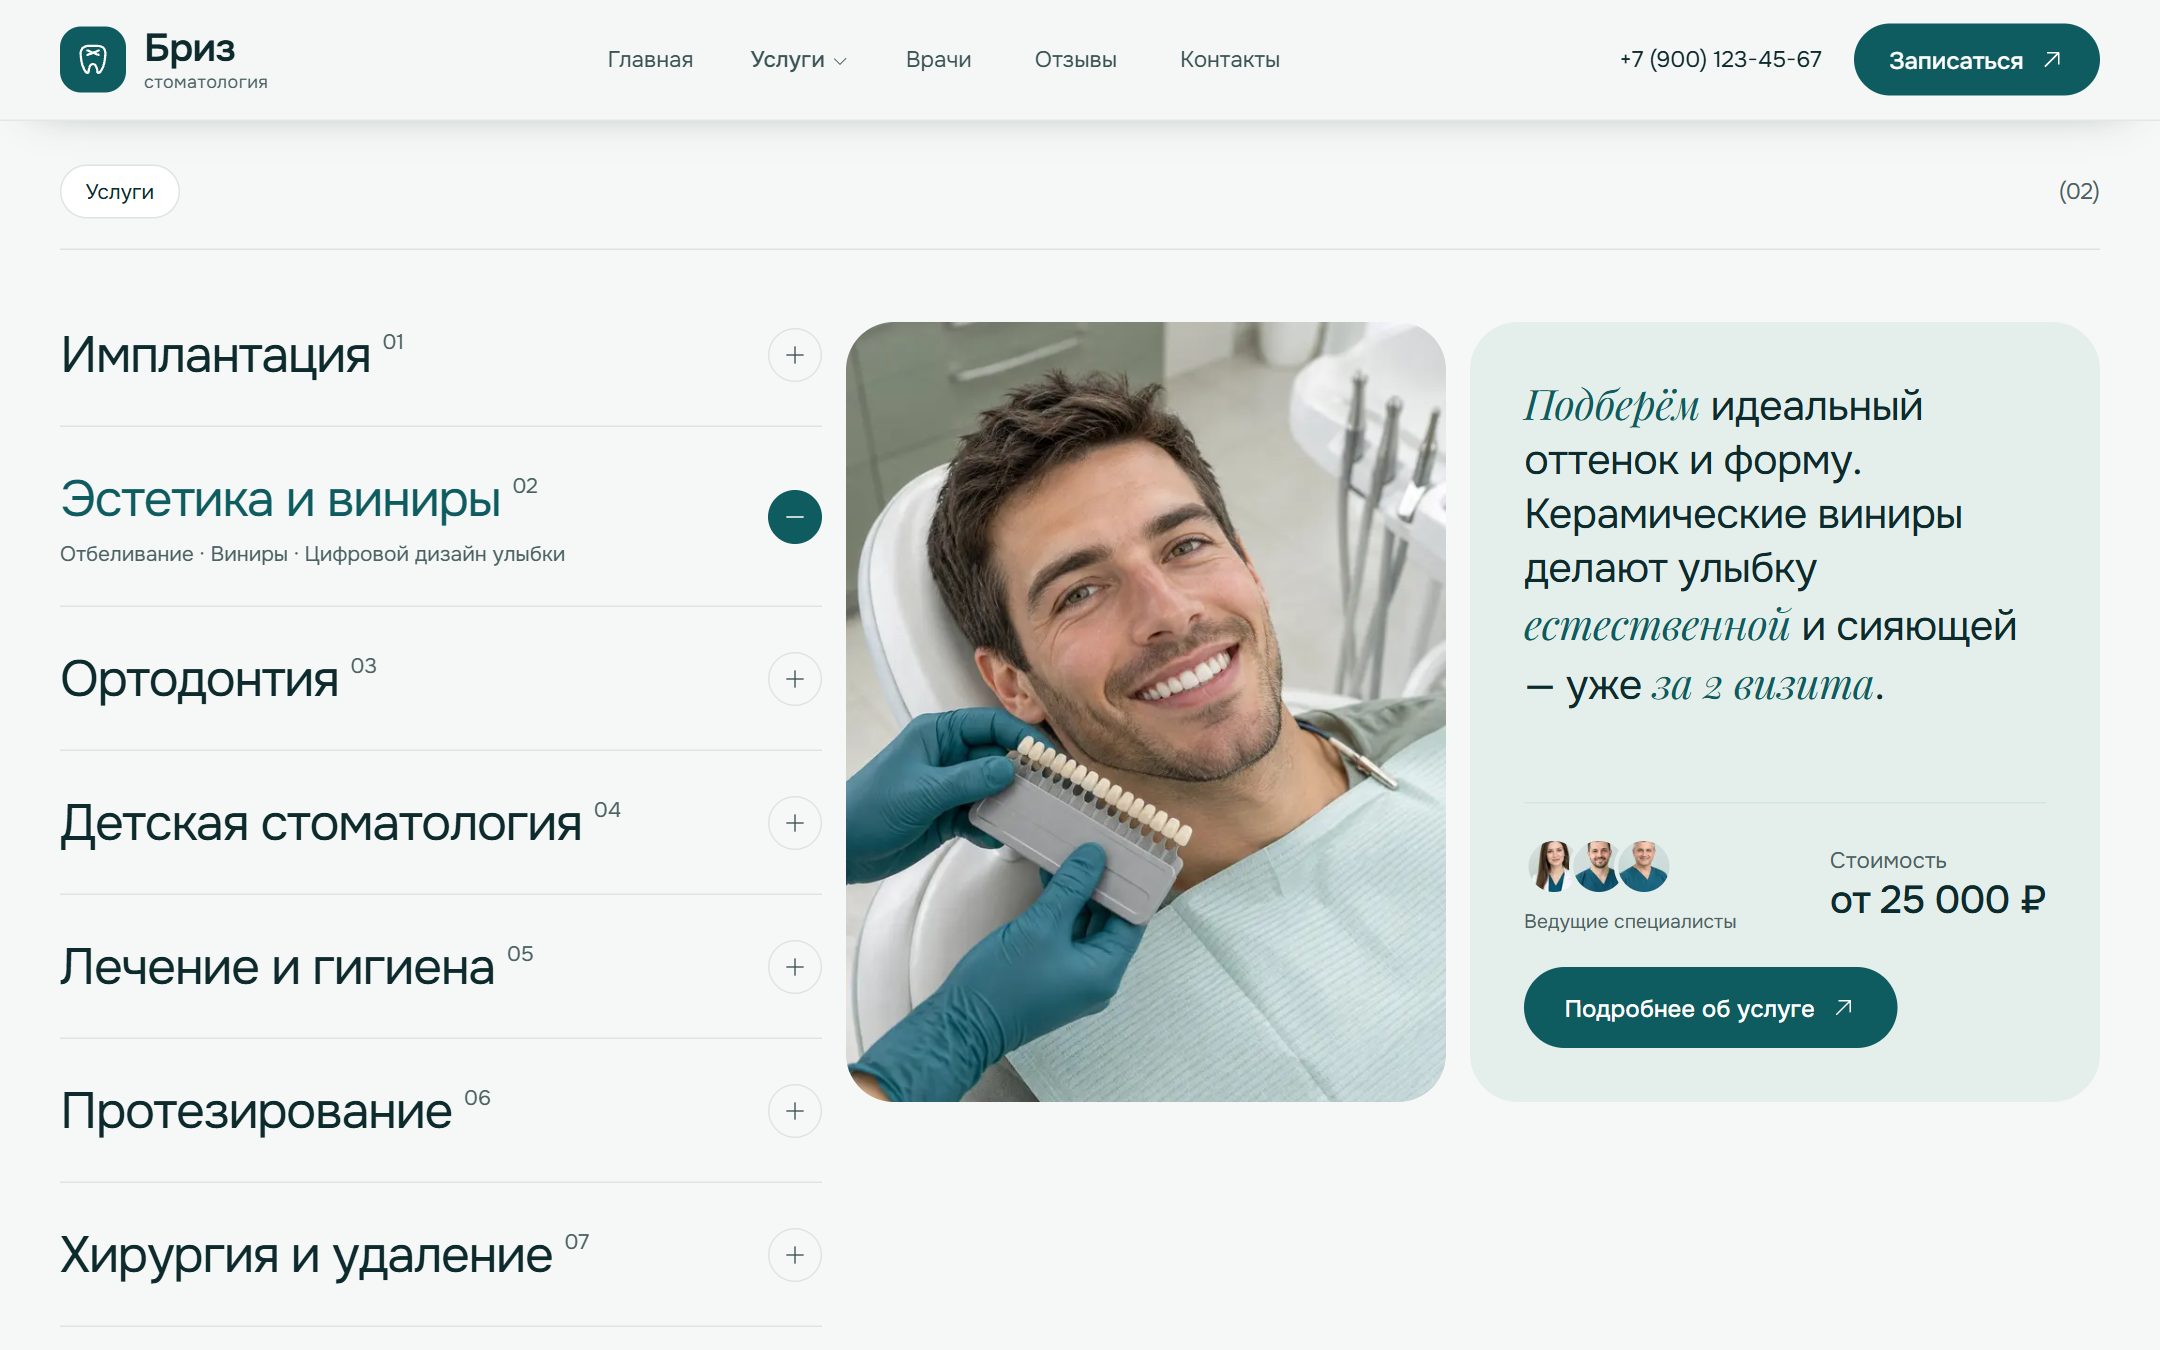 Бриз
стоматология
Главная
Услуги
Врачи
Отзывы
Контакты
+7 (900) 123-45-67
Записаться
Услуги
(02)
Имплантация 01
Эстетика и виниры 02
Отбеливание · Виниры · Цифровой дизайн улыбки
Ортодонтия 03
Детская стоматология 04
Лечение и гигиена 05
Протезирование 06
Хирургия и удаление 07
Подберём идеальный
оттенок и форму.
Керамические виниры
делают улыбку
естественной и сияющей
— уже за 2 визита.
Ведущие специалисты
Стоимость
от 25 000 ₽
Подробнее об услуге